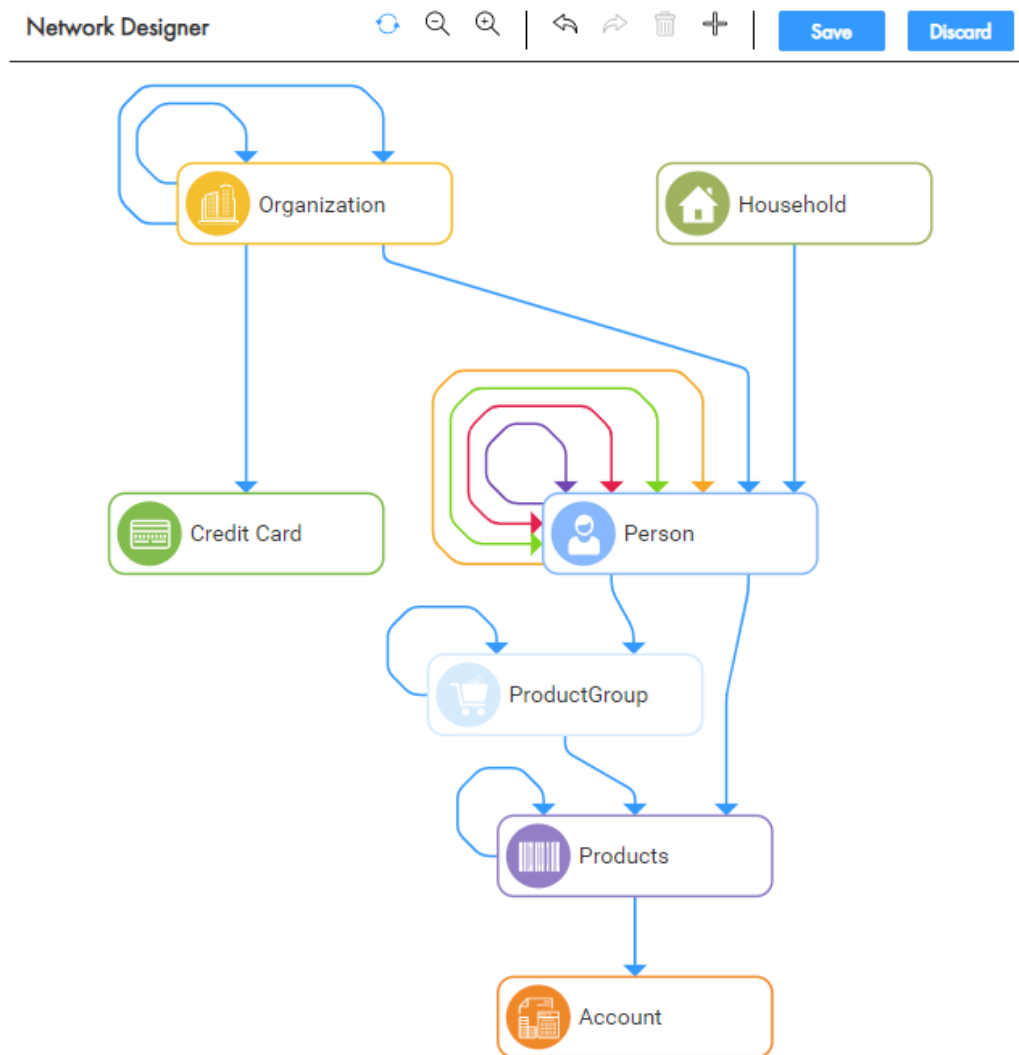 Network Designer
Save
Discard
Organization
Household
Credit Card
Person
ProductGroup
Products
Account